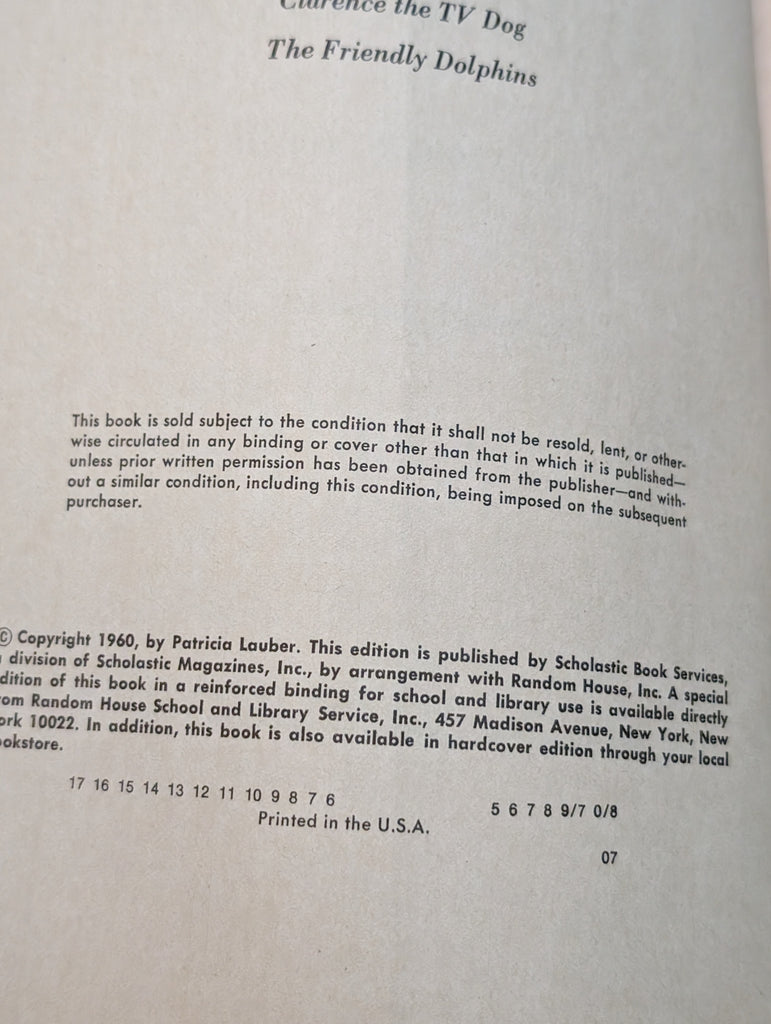 Clarence the TV Dog
The Friendly Dolphins
This book is sold subject to the condition that it shall not be resold, lent, or other-
wise circulated in any binding or cover other than that in which it is published—
unless prior written permission has been obtained from the publisher—and with-
out a similar condition, including this condition, being imposed on the subsequent
purchaser.
© Copyright 1960, by Patricia Lauber. This edition is published by Scholastic Book Services,
division of Scholastic Magazines, Inc., by arrangement with Random House, Inc. A special
dition of this book in a reinforced binding for school and library use is available directly
om Random House School and Library Service, Inc., 457 Madison Avenue, New York, New
ork 10022. In addition, this book is also available in hardcover edition through your local
ookstore.
17 16 15 14 13 12 11 10 9 8 7 6 5 6 7 8 9/7 0/8
Printed in the U.S.A.
07